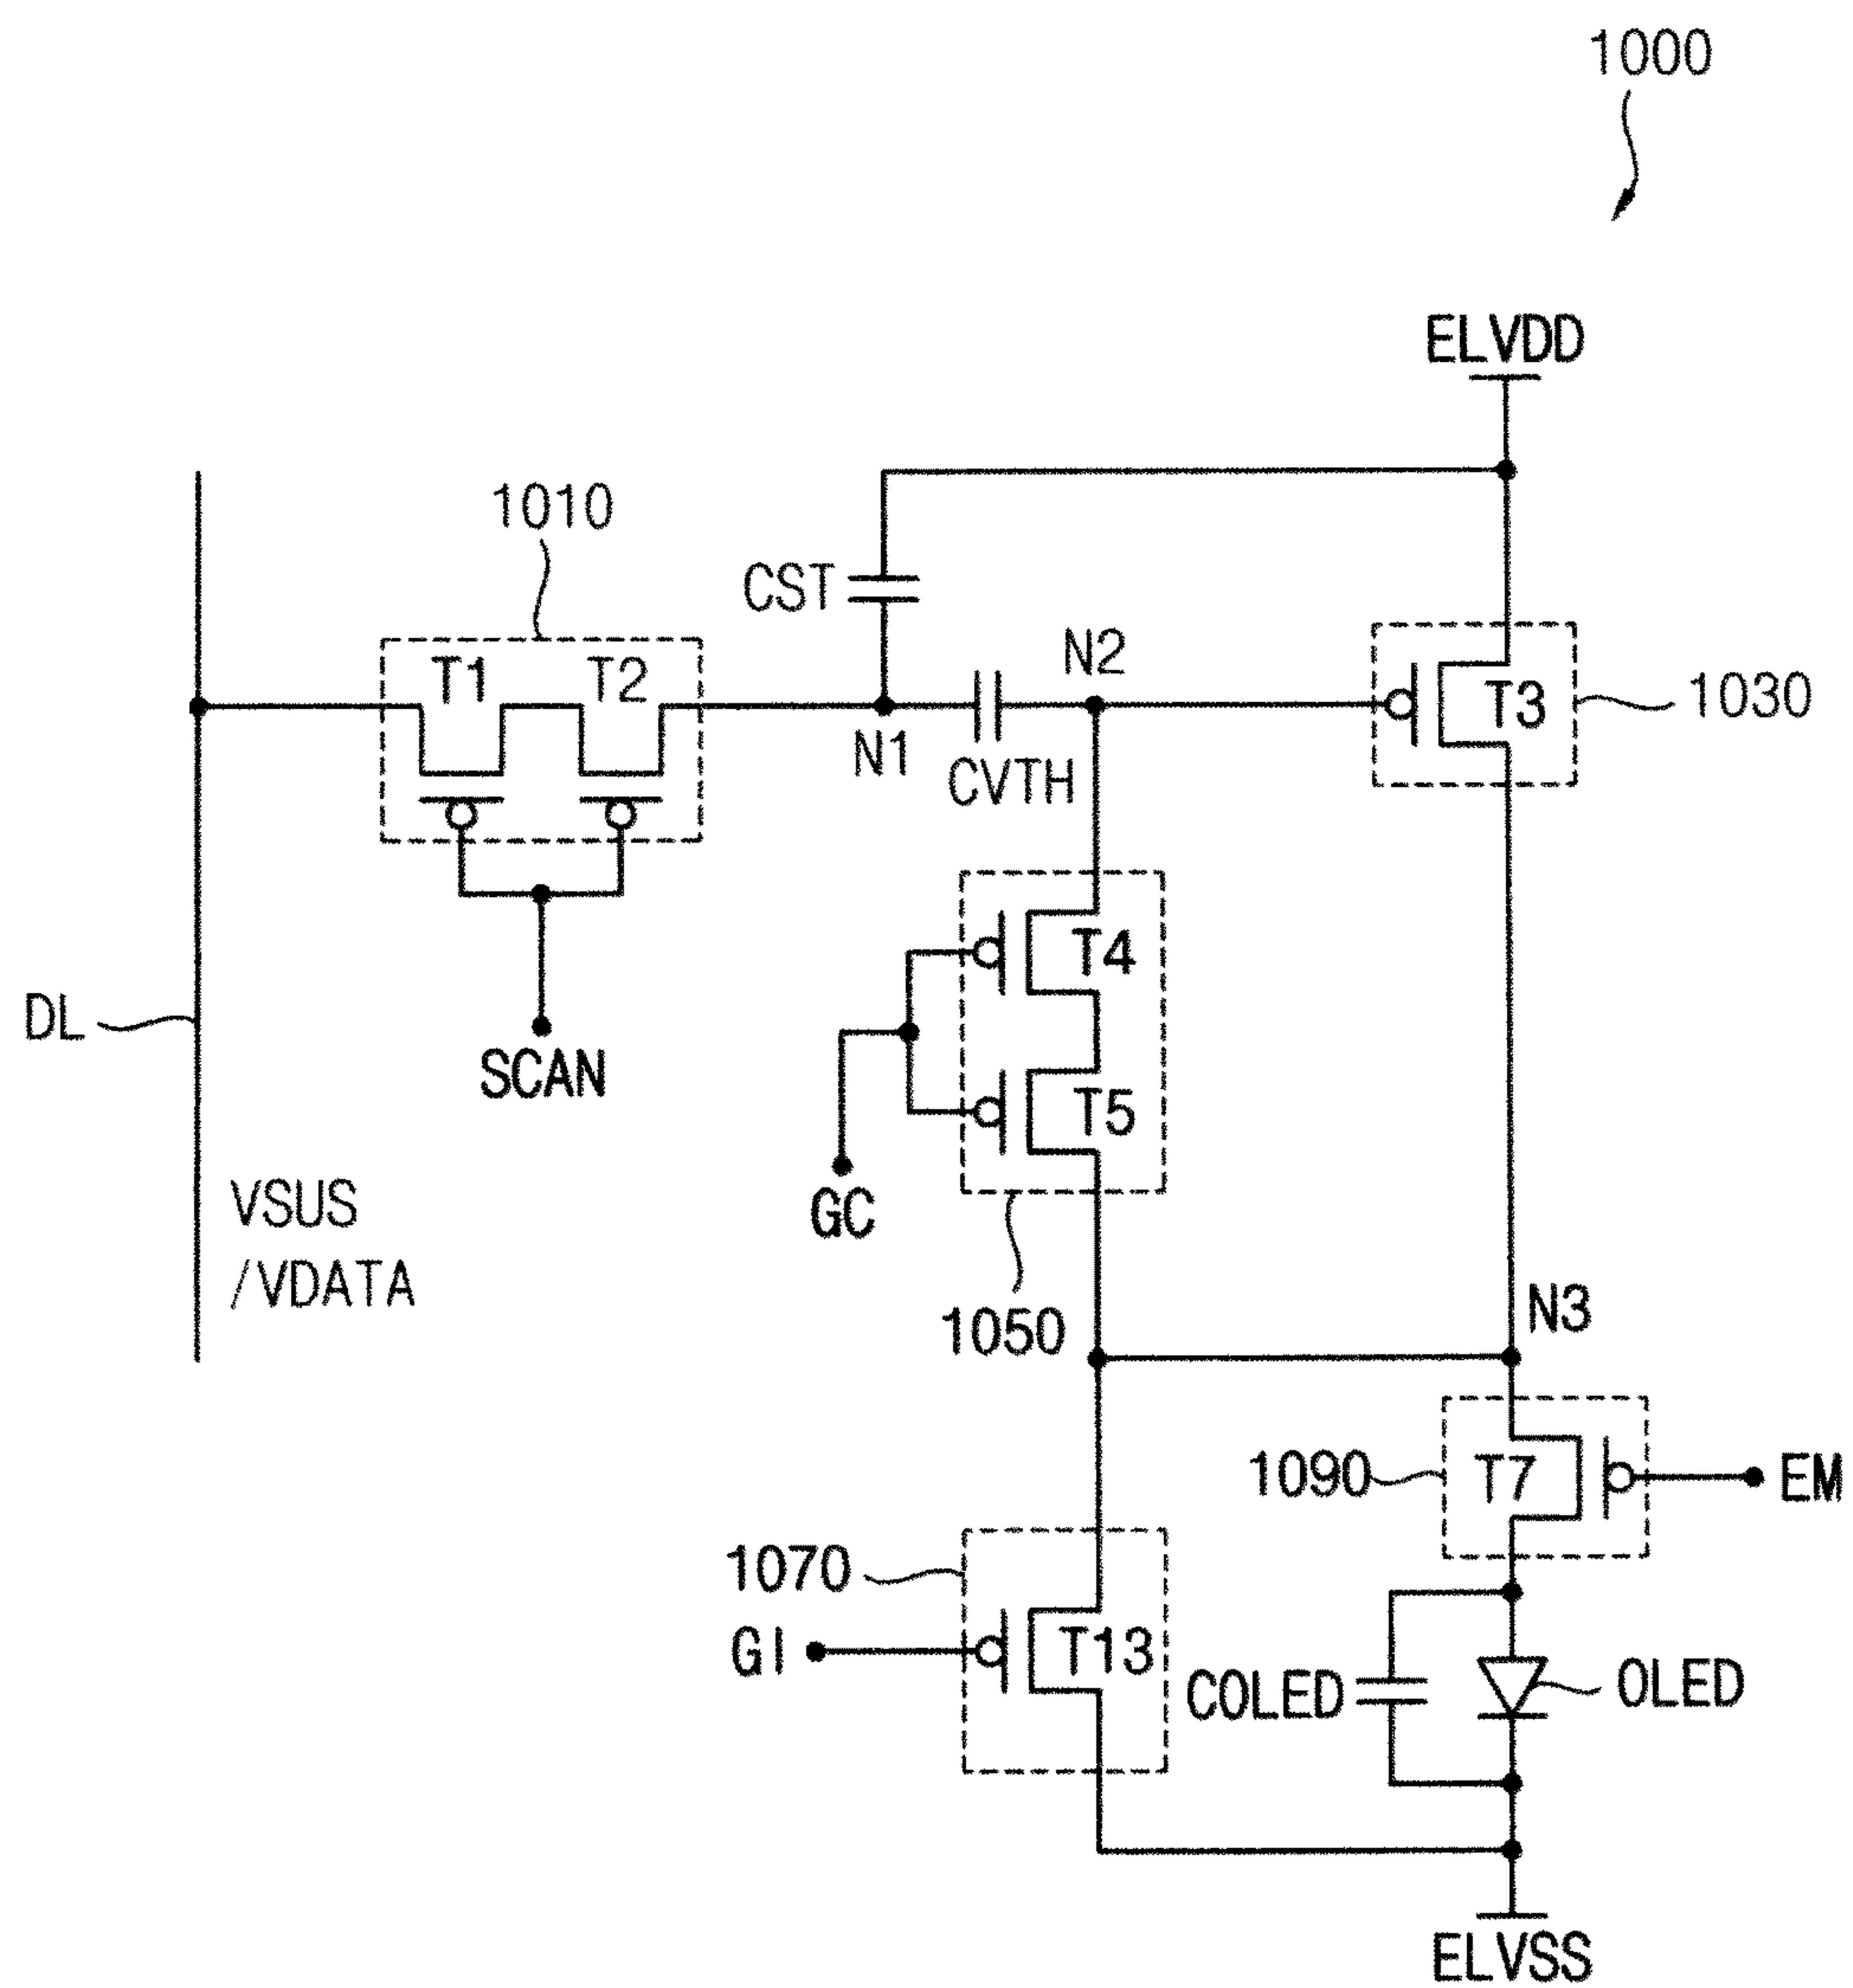 1000
ELVDD
1010
CST
T1
T2
N2
T3
1030
N1
CVTH
T4
DL
SCAN
T5
GC
VSUS
/VDATA
1050
N3
1090
T7
EM
1070
GI
T13
COLED
OLED
ELVSS